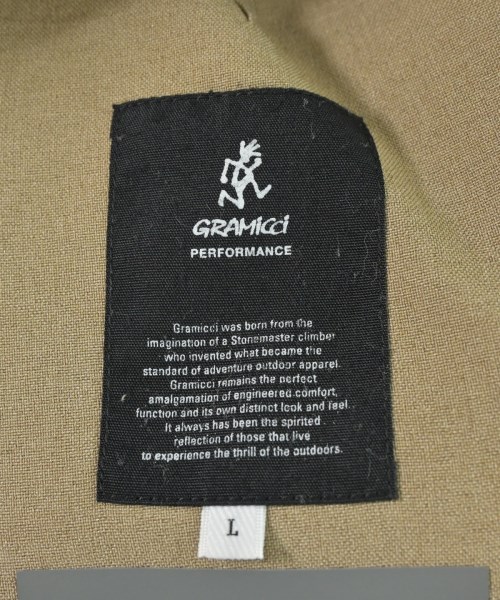 GRAMiCCi
PERFORMANCE
Gramicci was born from the
imagination of a Stonemaster climber
who invented what became the
standard of adventure outdoor apparel.
Gramicci remains the perfect
amalgamation of engineered comfort,
function and its own distinct look and feel.
It always has been the spirited
reflection of those that live
to experience the thrill of the outdoors.
L